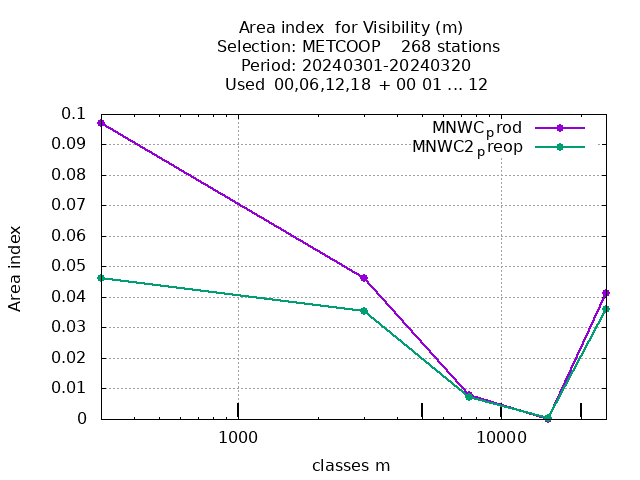 Area index  for Visibility (m)
Selection: METCOOP    268 stations
Period: 20240301-20240320
Used  00,06,12,18  + 00 01 ... 12
MNWCprod
MNWC2preop
0.1
0.09
0.08
0.07
0.06
0.05
0.04
0.03
0.02
0.01
0
Area index
1000
10000
classes m